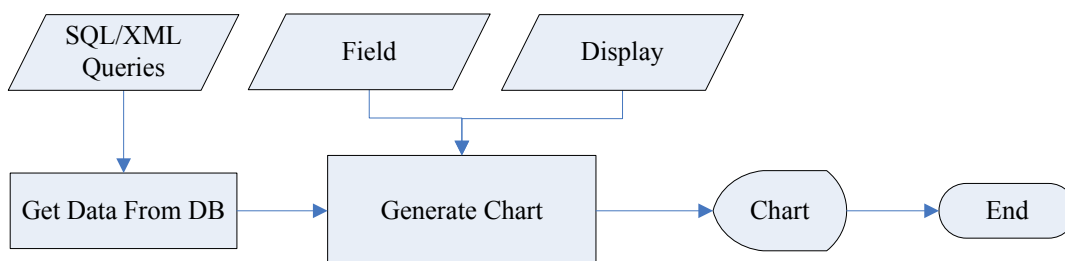 SQL/XML
Queries
Field
Display
Get Data From DB
Generate Chart
Chart
End